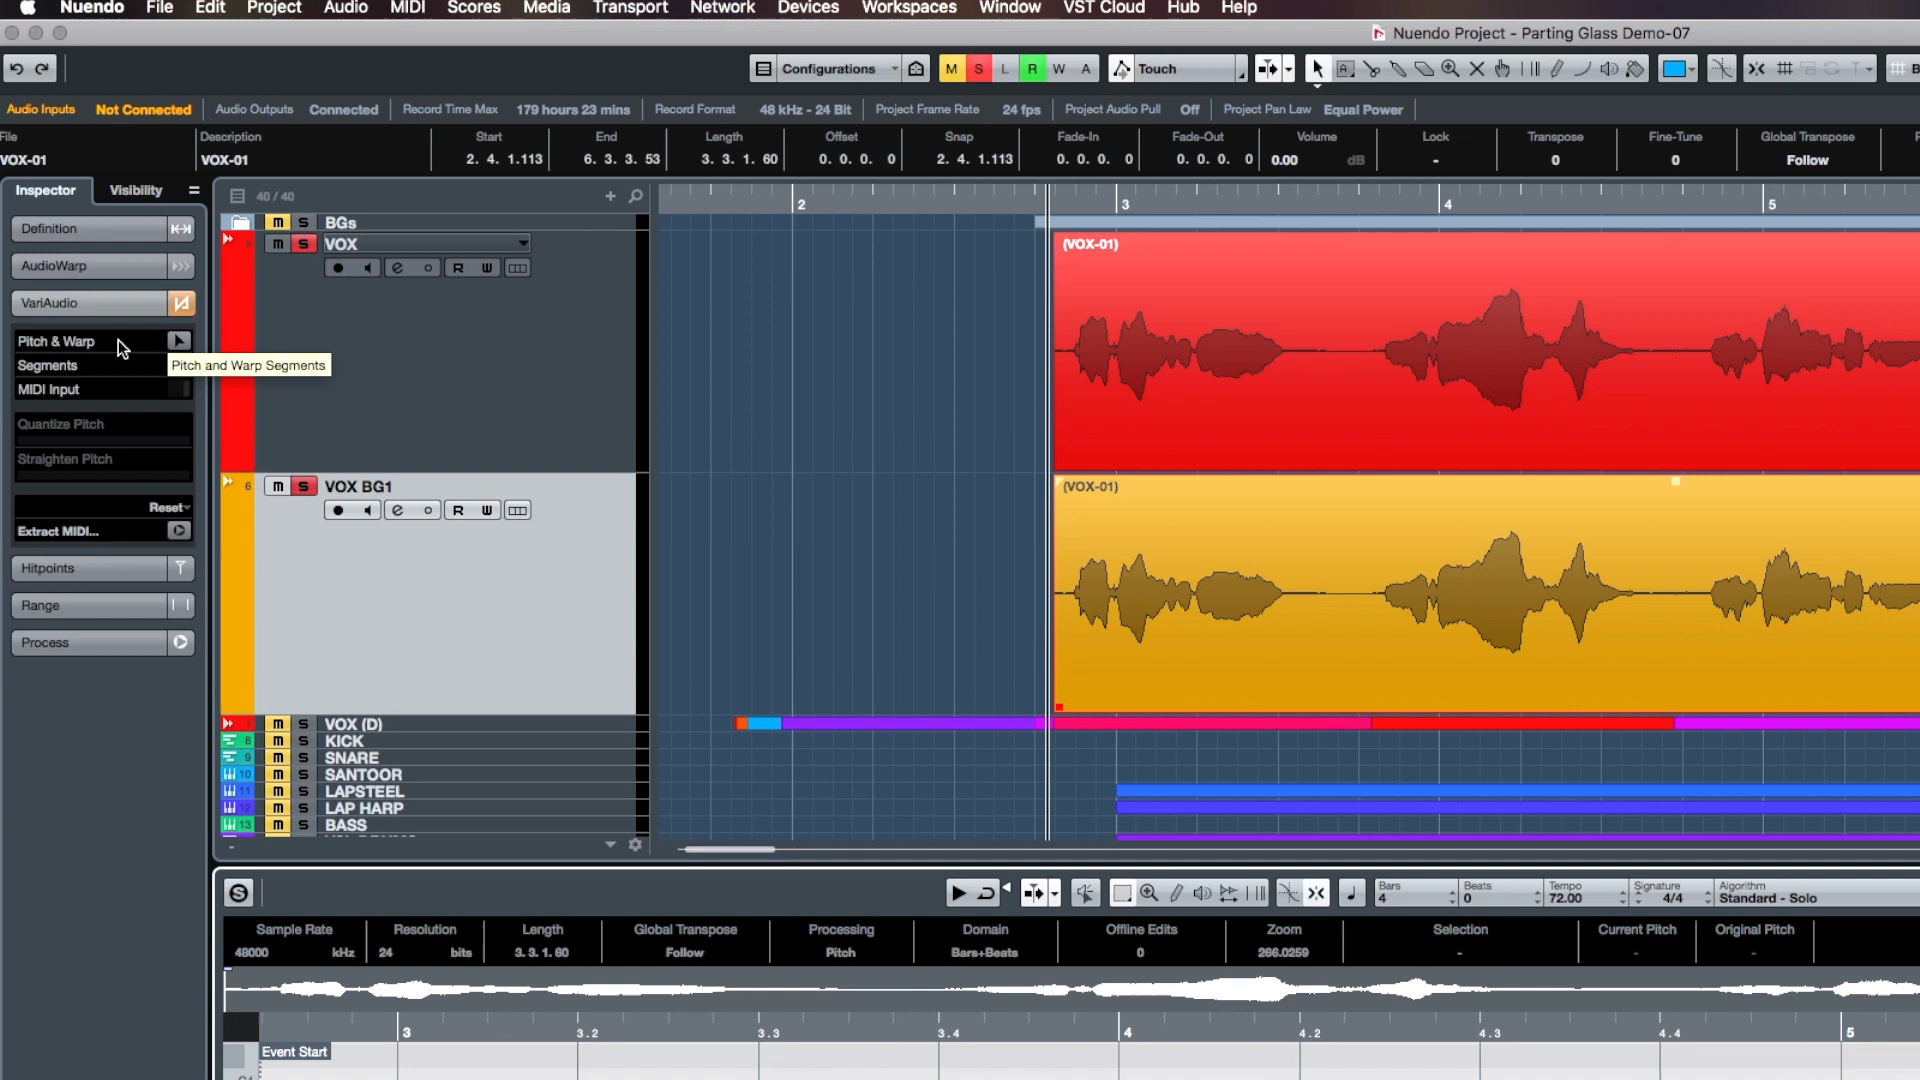 Nuendo File Edit Project Audio MIDI Scores Media Transport Network Devices Workspaces Window VST Cloud Hub Help
Nuendo Project - Parting Glass Demo-07
Configurations M S L R W A Touch
Audio Inputs Not Connected Audio Outputs Connected Record Time Max 179 hours 23 mins Record Format 48 kHz - 24 Bit Project Frame Rate 24 fps Project Audio Pull Off Project Pan Law Equal Power
File Description Start End Length Offset Snap Fade-In Fade-Out Volume Lock Transpose Fine-Tune Global Transpose
VOX-01 VOX-01 2. 4. 1.113 6. 3. 3. 53 3. 3. 1. 60 0. 0. 0. 0 2. 4. 1.113 0. 0. 0. 0 0. 0. 0. 0 0.00 dB - 0 0 Follow
Inspector Visibility 40 / 40
2 3 4 5
Definition
AudioWarp
VariAudio
Pitch & Warp
Segments
Pitch and Warp Segments
MIDI Input
Quantize Pitch
Straighten Pitch
Reset
Extract MIDI...
Hitpoints
Range
Process
m S BGs
m S VOX
R W
(VOX-01)
6 m S VOX BG1
R W
(VOX-01)
m S VOX (D)
8 m S KICK
9 m S SNARE
10 m S SANTOOR
11 m S LAPSTEEL
12 m S LAP HARP
13 m S BASS
Bars 4 Beats 0 Tempo 72.00 Signature 4/4 Algorithm Standard - Solo
Sample Rate Resolution Length Global Transpose Processing Domain Offline Edits Zoom Selection Current Pitch Original Pitch
48000 kHz 24 bits 3. 3. 1. 60 Follow Pitch Bars+Beats 0 266.0259 - - -
3 3.2 3.3 3.4 4 4.2 4.3 4.4 5
Event Start